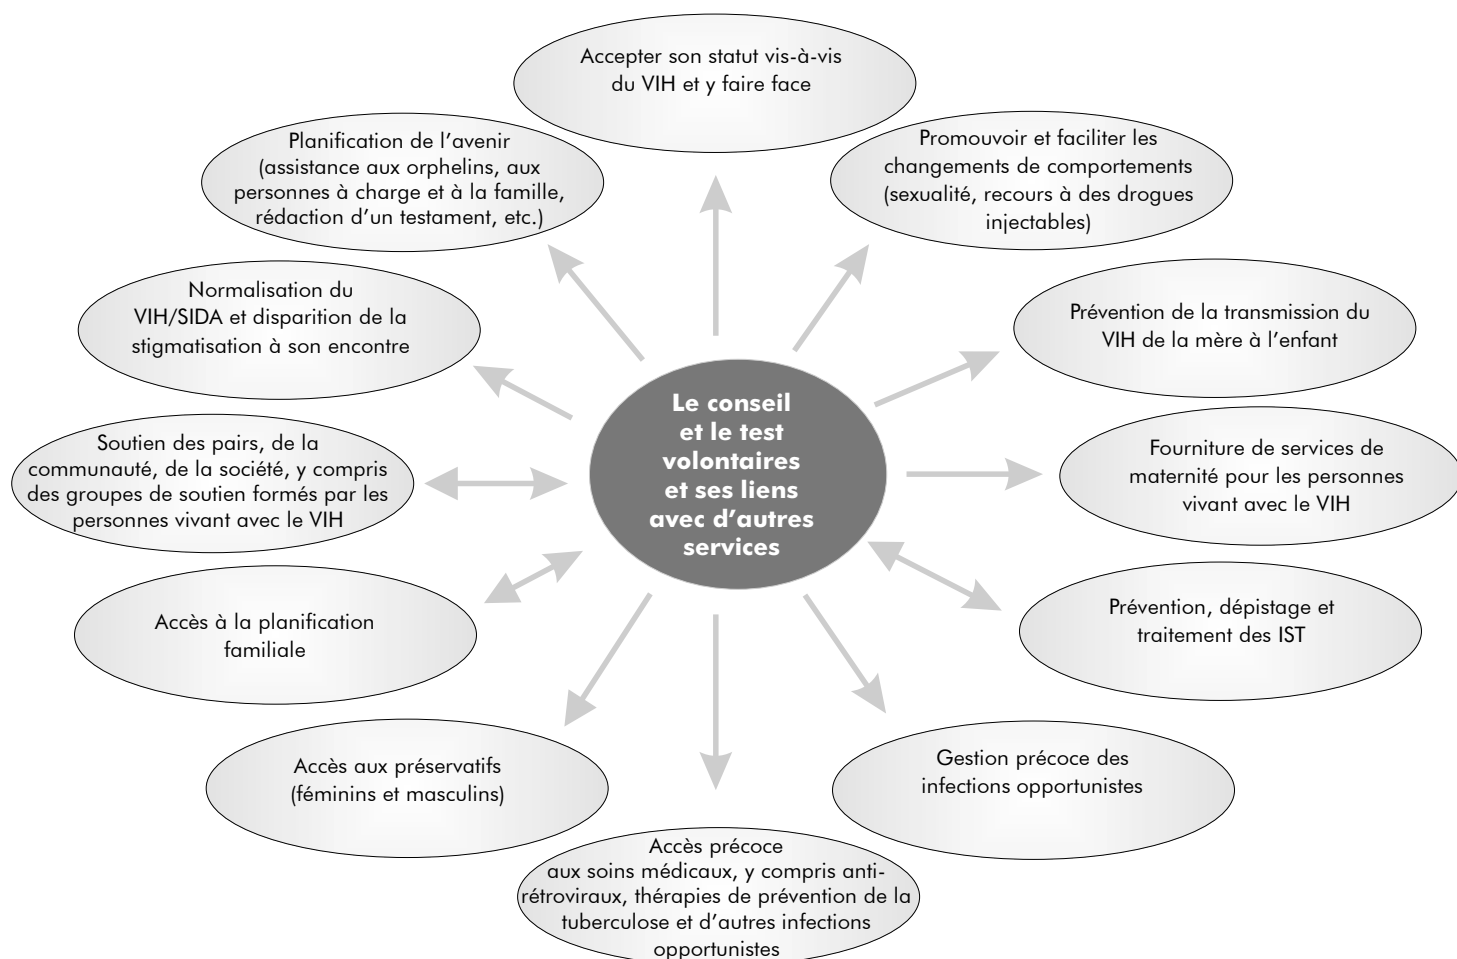 Accepter son statut vis-à-vis
du VIH et y faire face
Promouvoir et faciliter les
changements de comportements
(sexualité, recours à des drogues
injectables)
Prévention de la transmission du
VIH de la mère à l'enfant
Fourniture de services de
maternité pour les personnes
vivant avec le VIH
Prévention, dépistage et
traitement des IST
Gestion précoce des
infections opportunistes
Accès précoce
aux soins médicaux, y compris anti-
rétroviraux, thérapies de prévention de la
tuberculose et d'autres infections
opportunistes
Accès aux préservatifs
(féminins et masculins)
Accès à la planification
familiale
Soutien des pairs, de la
communauté, de la société, y compris
des groupes de soutien formés par les
personnes vivant avec le VIH
Normalisation du
VIH/SIDA et disparition de la
stigmatisation à son encontre
Planification de l'avenir
(assistance aux orphelins, aux
personnes à charge et à la famille,
rédaction d'un testament, etc.)
Le conseil
et le test
volontaires
et ses liens
avec d'autres
services